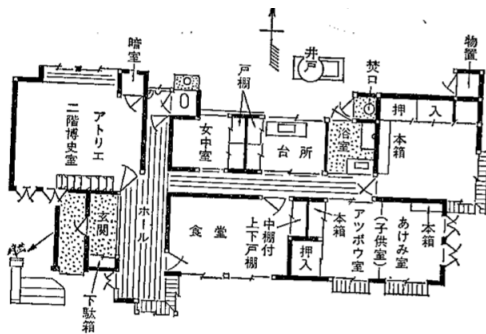 暗室
戸棚
井戸
焚口
物置
アトリエ
二階博史室
女中室
台所
浴室
押入
本箱
玄関
ホール
食堂
中棚付
上下戸棚
本箱
押入
アツボウ室
(子供室)
あけみ室
本箱
下駄箱